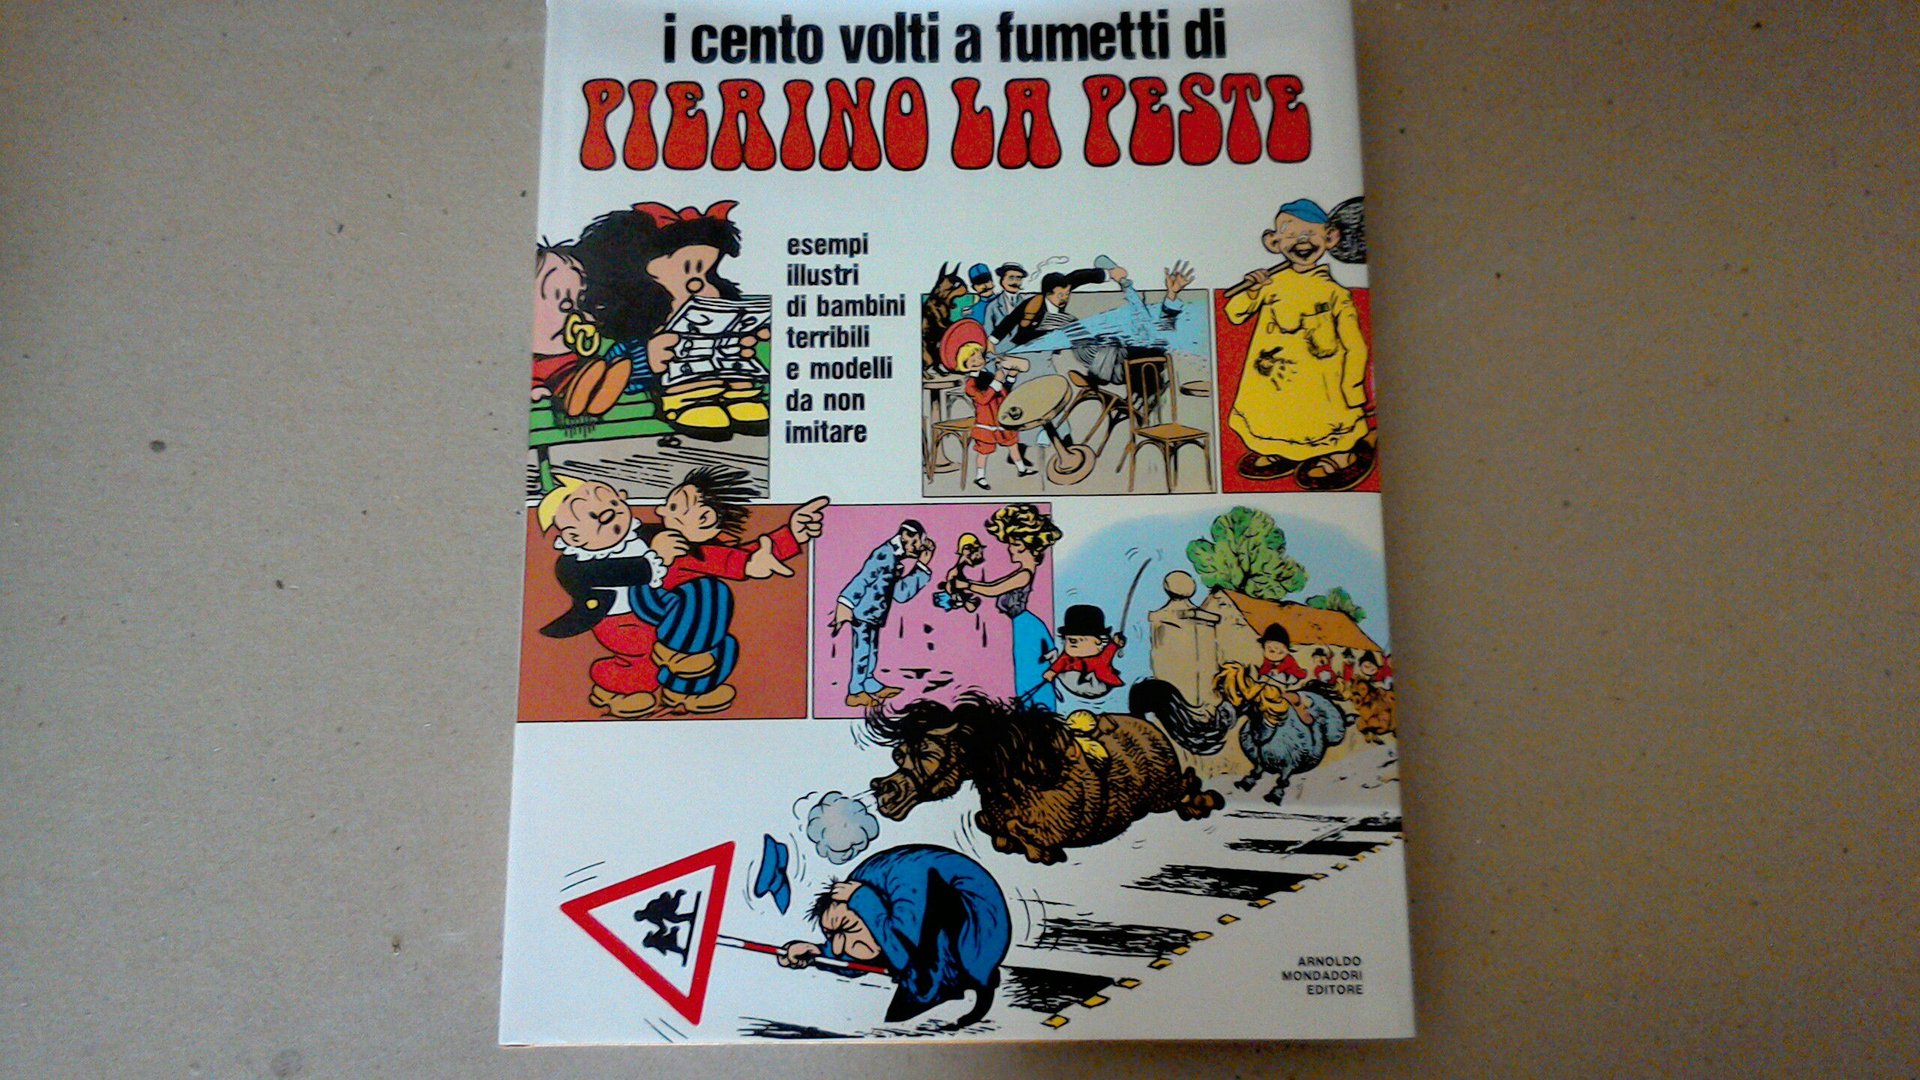 i cento volti a fumetti di
PIERINO LA PESTE
esempi
illustri
di bambini
terribili
e modelli
da non
imitare
ARNOLDO
MONDADORI
EDITORE